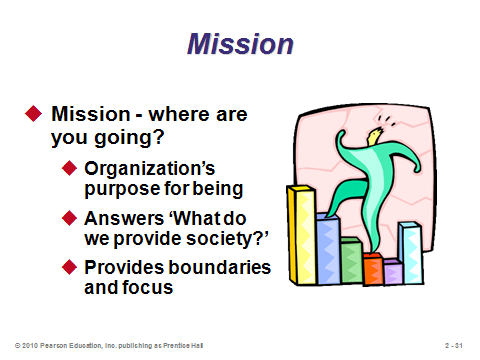 Mission
Mission - where are
you going?
Organization's
purpose for being
Answers ‘What do
we provide society?’
Provides boundaries
and focus
© 2010 Pearson Education, Inc. publishing as Prentice Hall
2 - 31